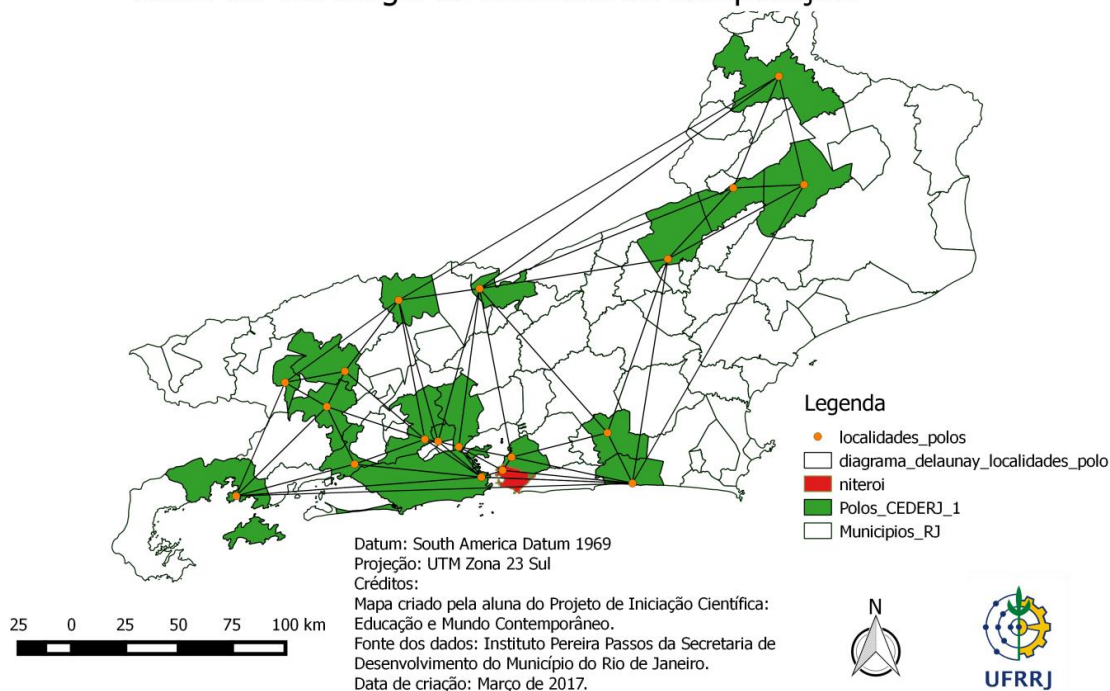 Legenda
localidades_polos
diagrama_delaunay_localidades_polo
niteroi
Polos_CEDERJ_1
Municipios_RJ
Datum: South America Datum 1969
Projeção: UTM Zona 23 Sul
Créditos:
Mapa criado pela aluna do Projeto de Iniciação Científica:
Educação e Mundo Contemporâneo.
Fonte dos dados: Instituto Pereira Passos da Secretaria de
Desenvolvimento do Município do Rio de Janeiro.
Data de criação: Março de 2017.
25 0 25 50 75 100 km
N
UFRRJ